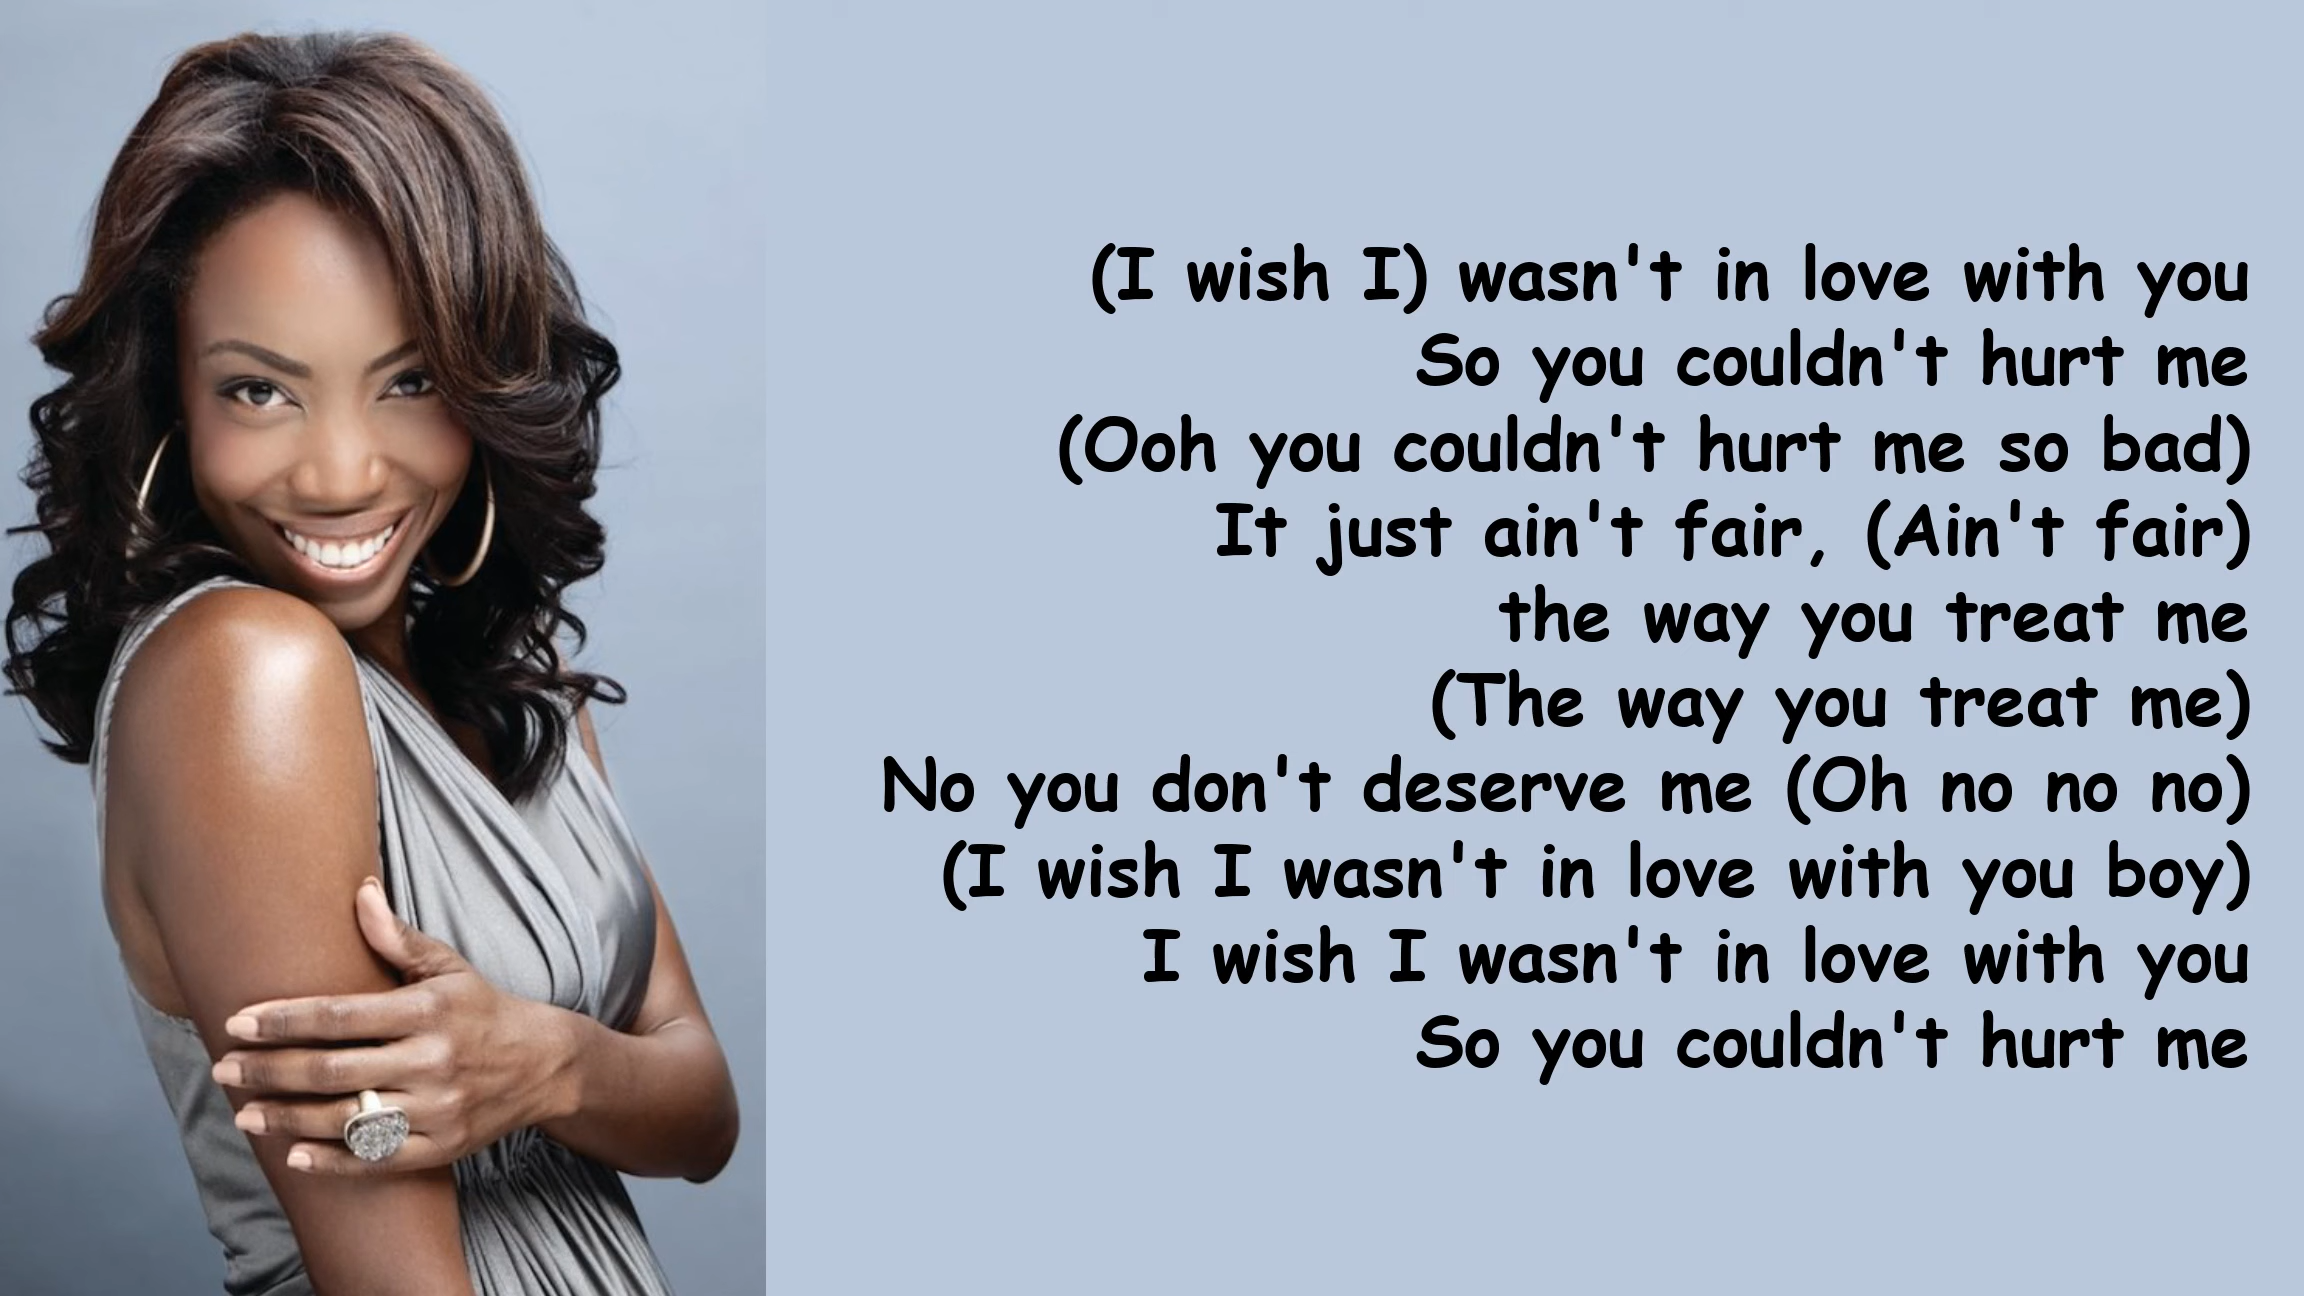 (I wish I) wasn't in love with you
So you couldn't hurt me
(Ooh you couldn't hurt me so bad)
It just ain't fair, (Ain't fair)
the way you treat me
(The way you treat me)
No you don't deserve me (Oh no no no)
(I wish I wasn't in love with you boy)
I wish I wasn't in love with you
So you couldn't hurt me